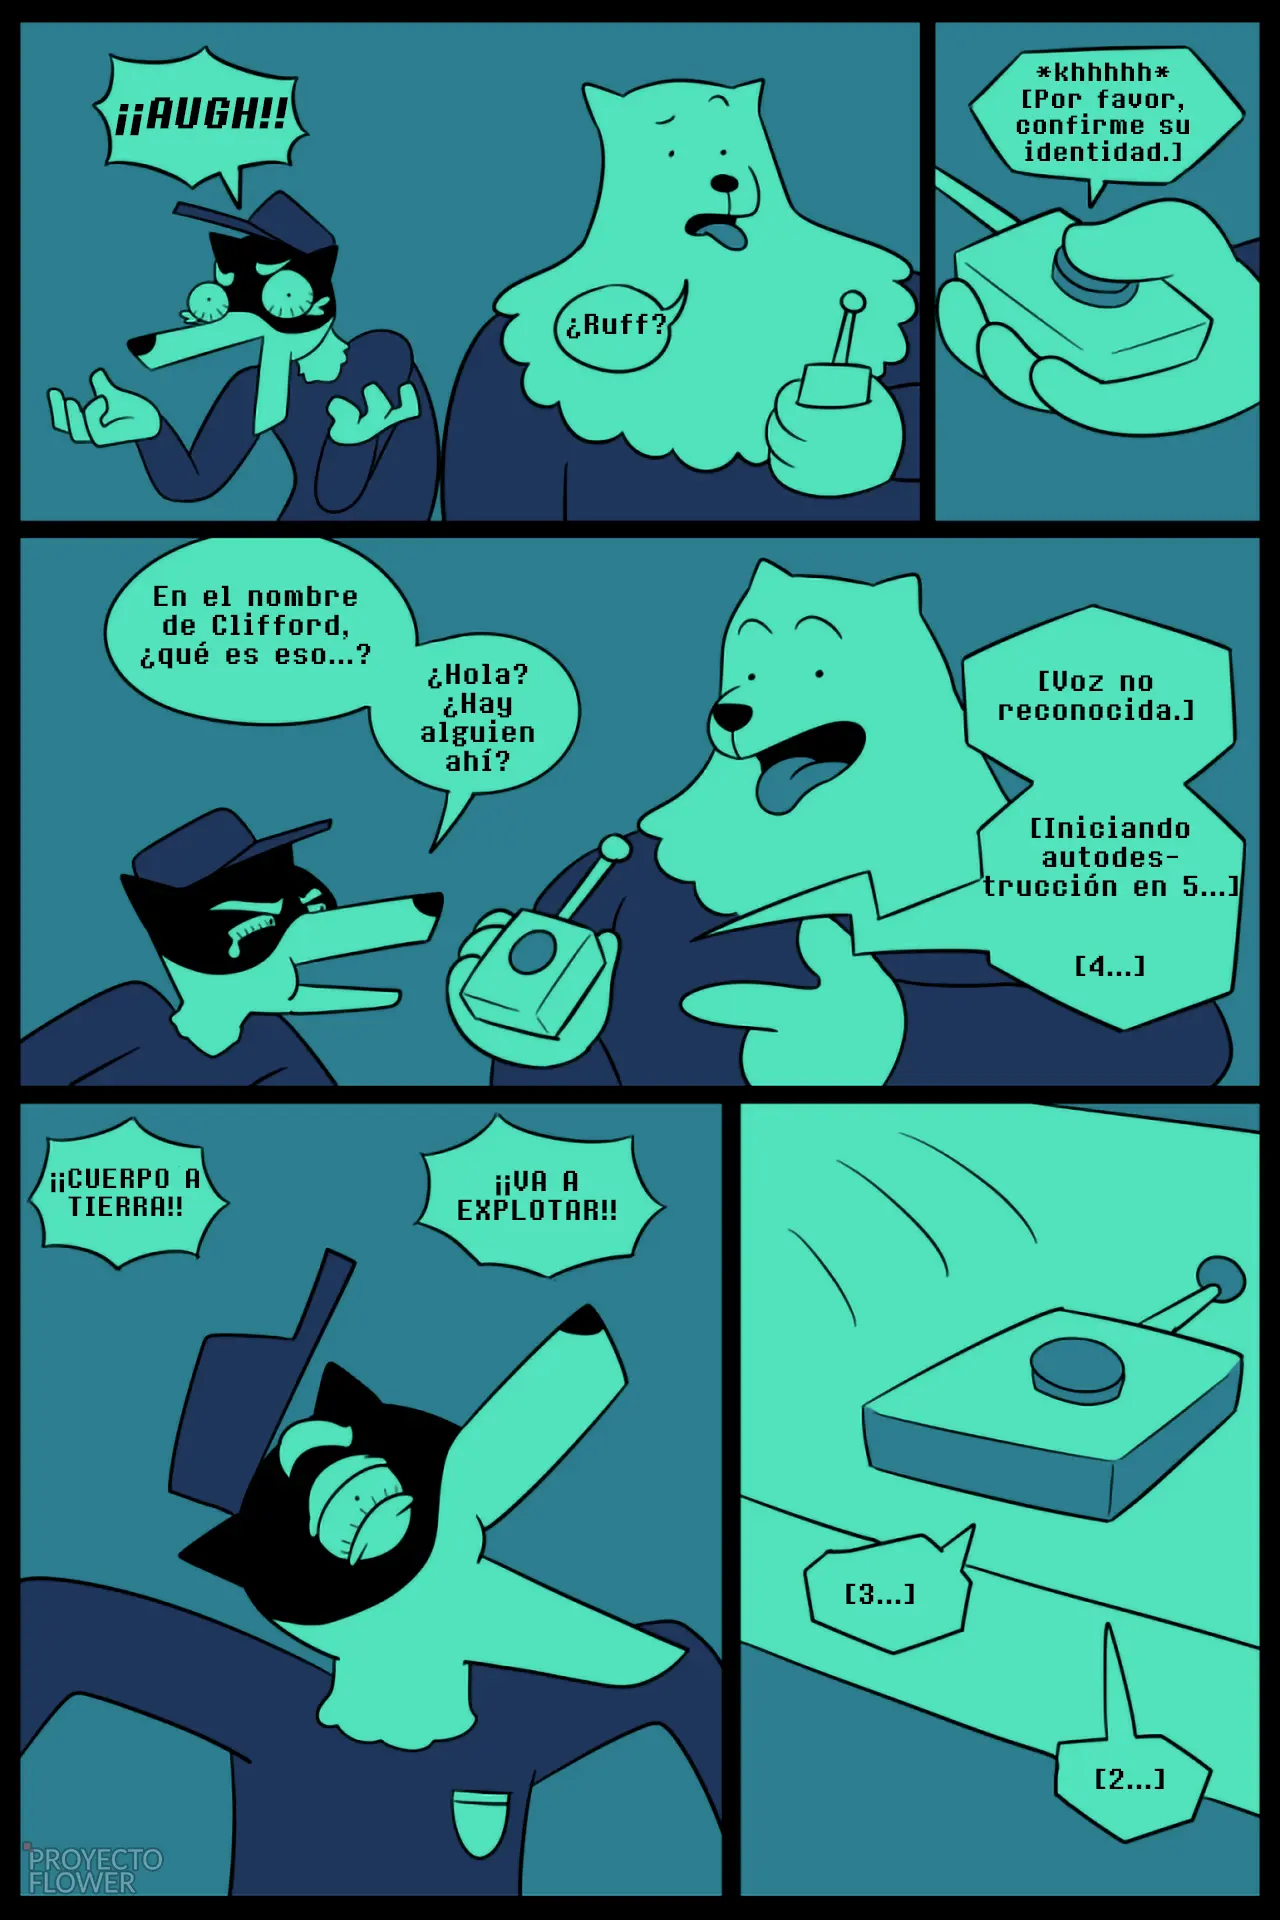 ¡¡AUGH!!
¿Ruff?
*khhhhh*
[Por favor,
confirme su
identidad.]
En el nombre
de Clifford,
¿qué es eso...?
¿Hola?
¿Hay
alguien
ahí?
[Voz no
reconocida.]
[Iniciando
autodes-
trucción en 5...]
[4...]
¡¡CUERPO A
TIERRA!!
¡¡VA A
EXPLOTAR!!
[3...]
[2...]
PROYECTO
FLOWER